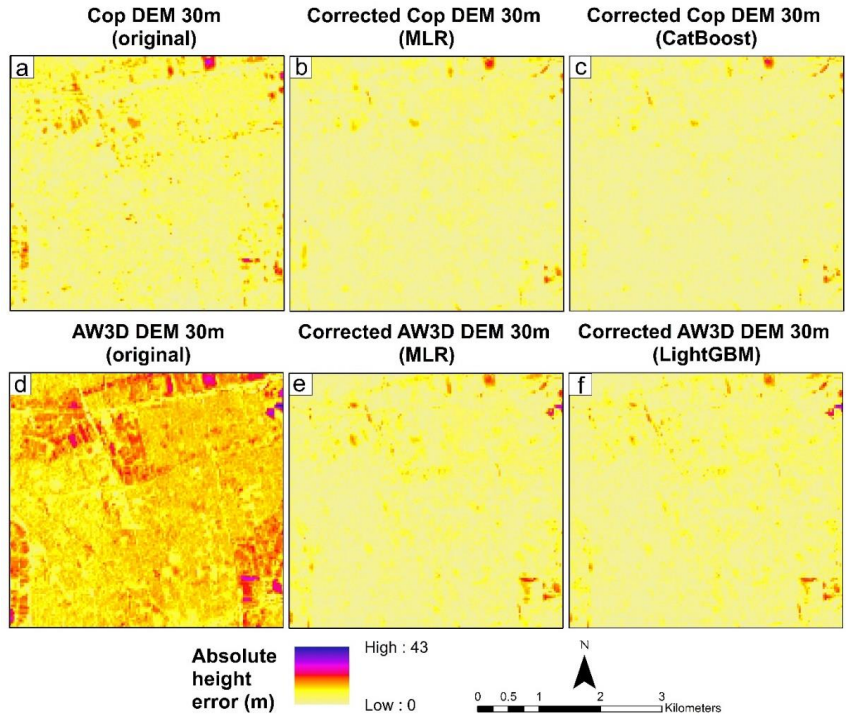 Cop DEM 30m
(original)
Corrected Cop DEM 30m
(MLR)
Corrected Cop DEM 30m
(CatBoost)
a
b
c
AW3D DEM 30m
(original)
Corrected AW3D DEM 30m
(MLR)
Corrected AW3D DEM 30m
(LightGBM)
d
e
f
Absolute
height
error (m)
High : 43
Low : 0
N
0 0.5 1 2 3
Kilometers